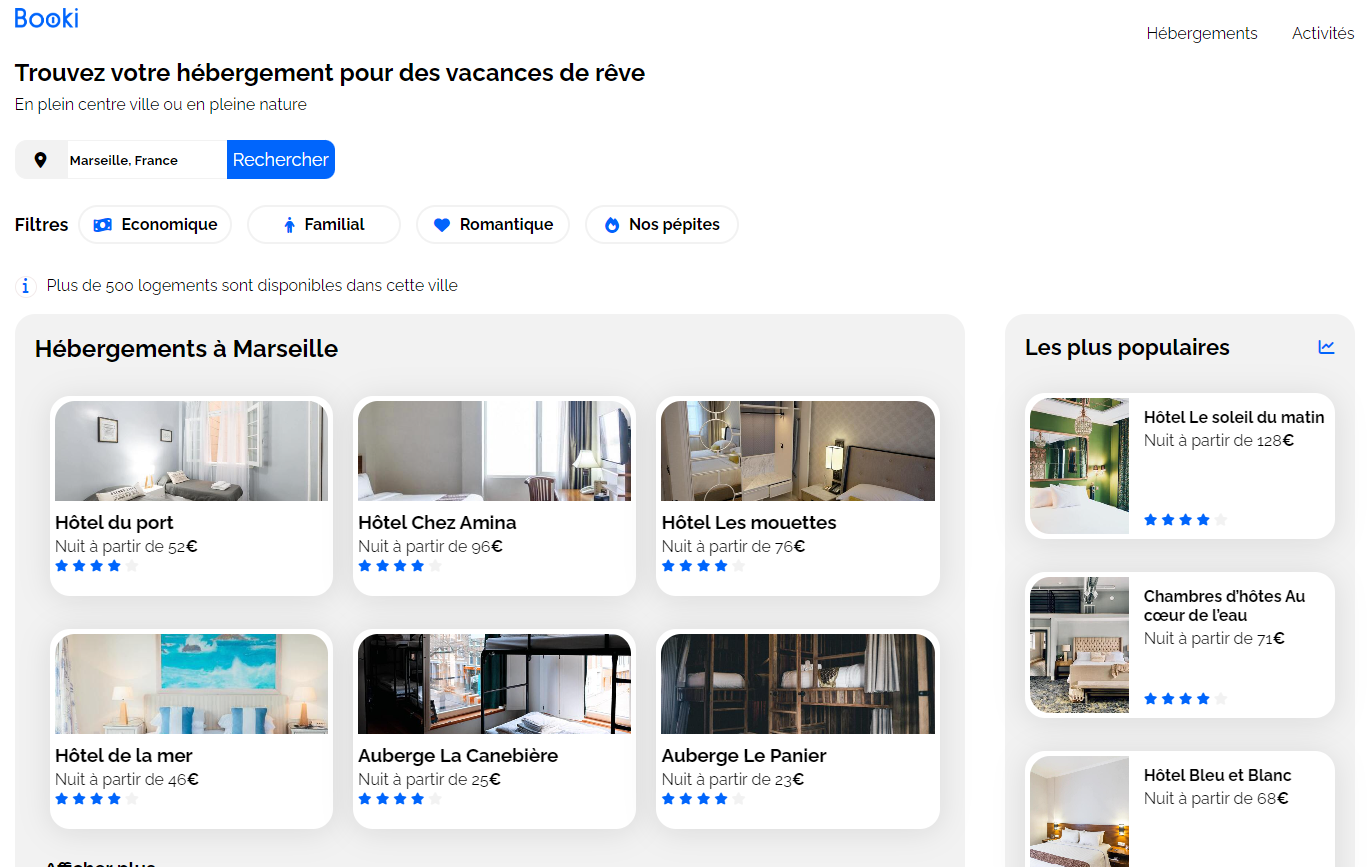 Booki
Hébergements
Activités
Trouvez votre hébergement pour des vacances de rêve
En plein centre ville ou en pleine nature
Marseille, France
Rechercher
Filtres
Economique
Familial
Romantique
Nos pépites
Plus de 500 logements sont disponibles dans cette ville
Hébergements à Marseille
Hôtel du port
Nuit à partir de 52€
Hôtel Chez Amina
Nuit à partir de 96€
Hôtel Les mouettes
Nuit à partir de 76€
Hôtel de la mer
Nuit à partir de 46€
Auberge La Canebière
Nuit à partir de 25€
Auberge Le Panier
Nuit à partir de 23€
Afficher plus
Les plus populaires
Hôtel Le soleil du matin
Nuit à partir de 128€
Chambres d'hôtes Au
cœur de l'eau
Nuit à partir de 71€
Hôtel Bleu et Blanc
Nuit à partir de 68€